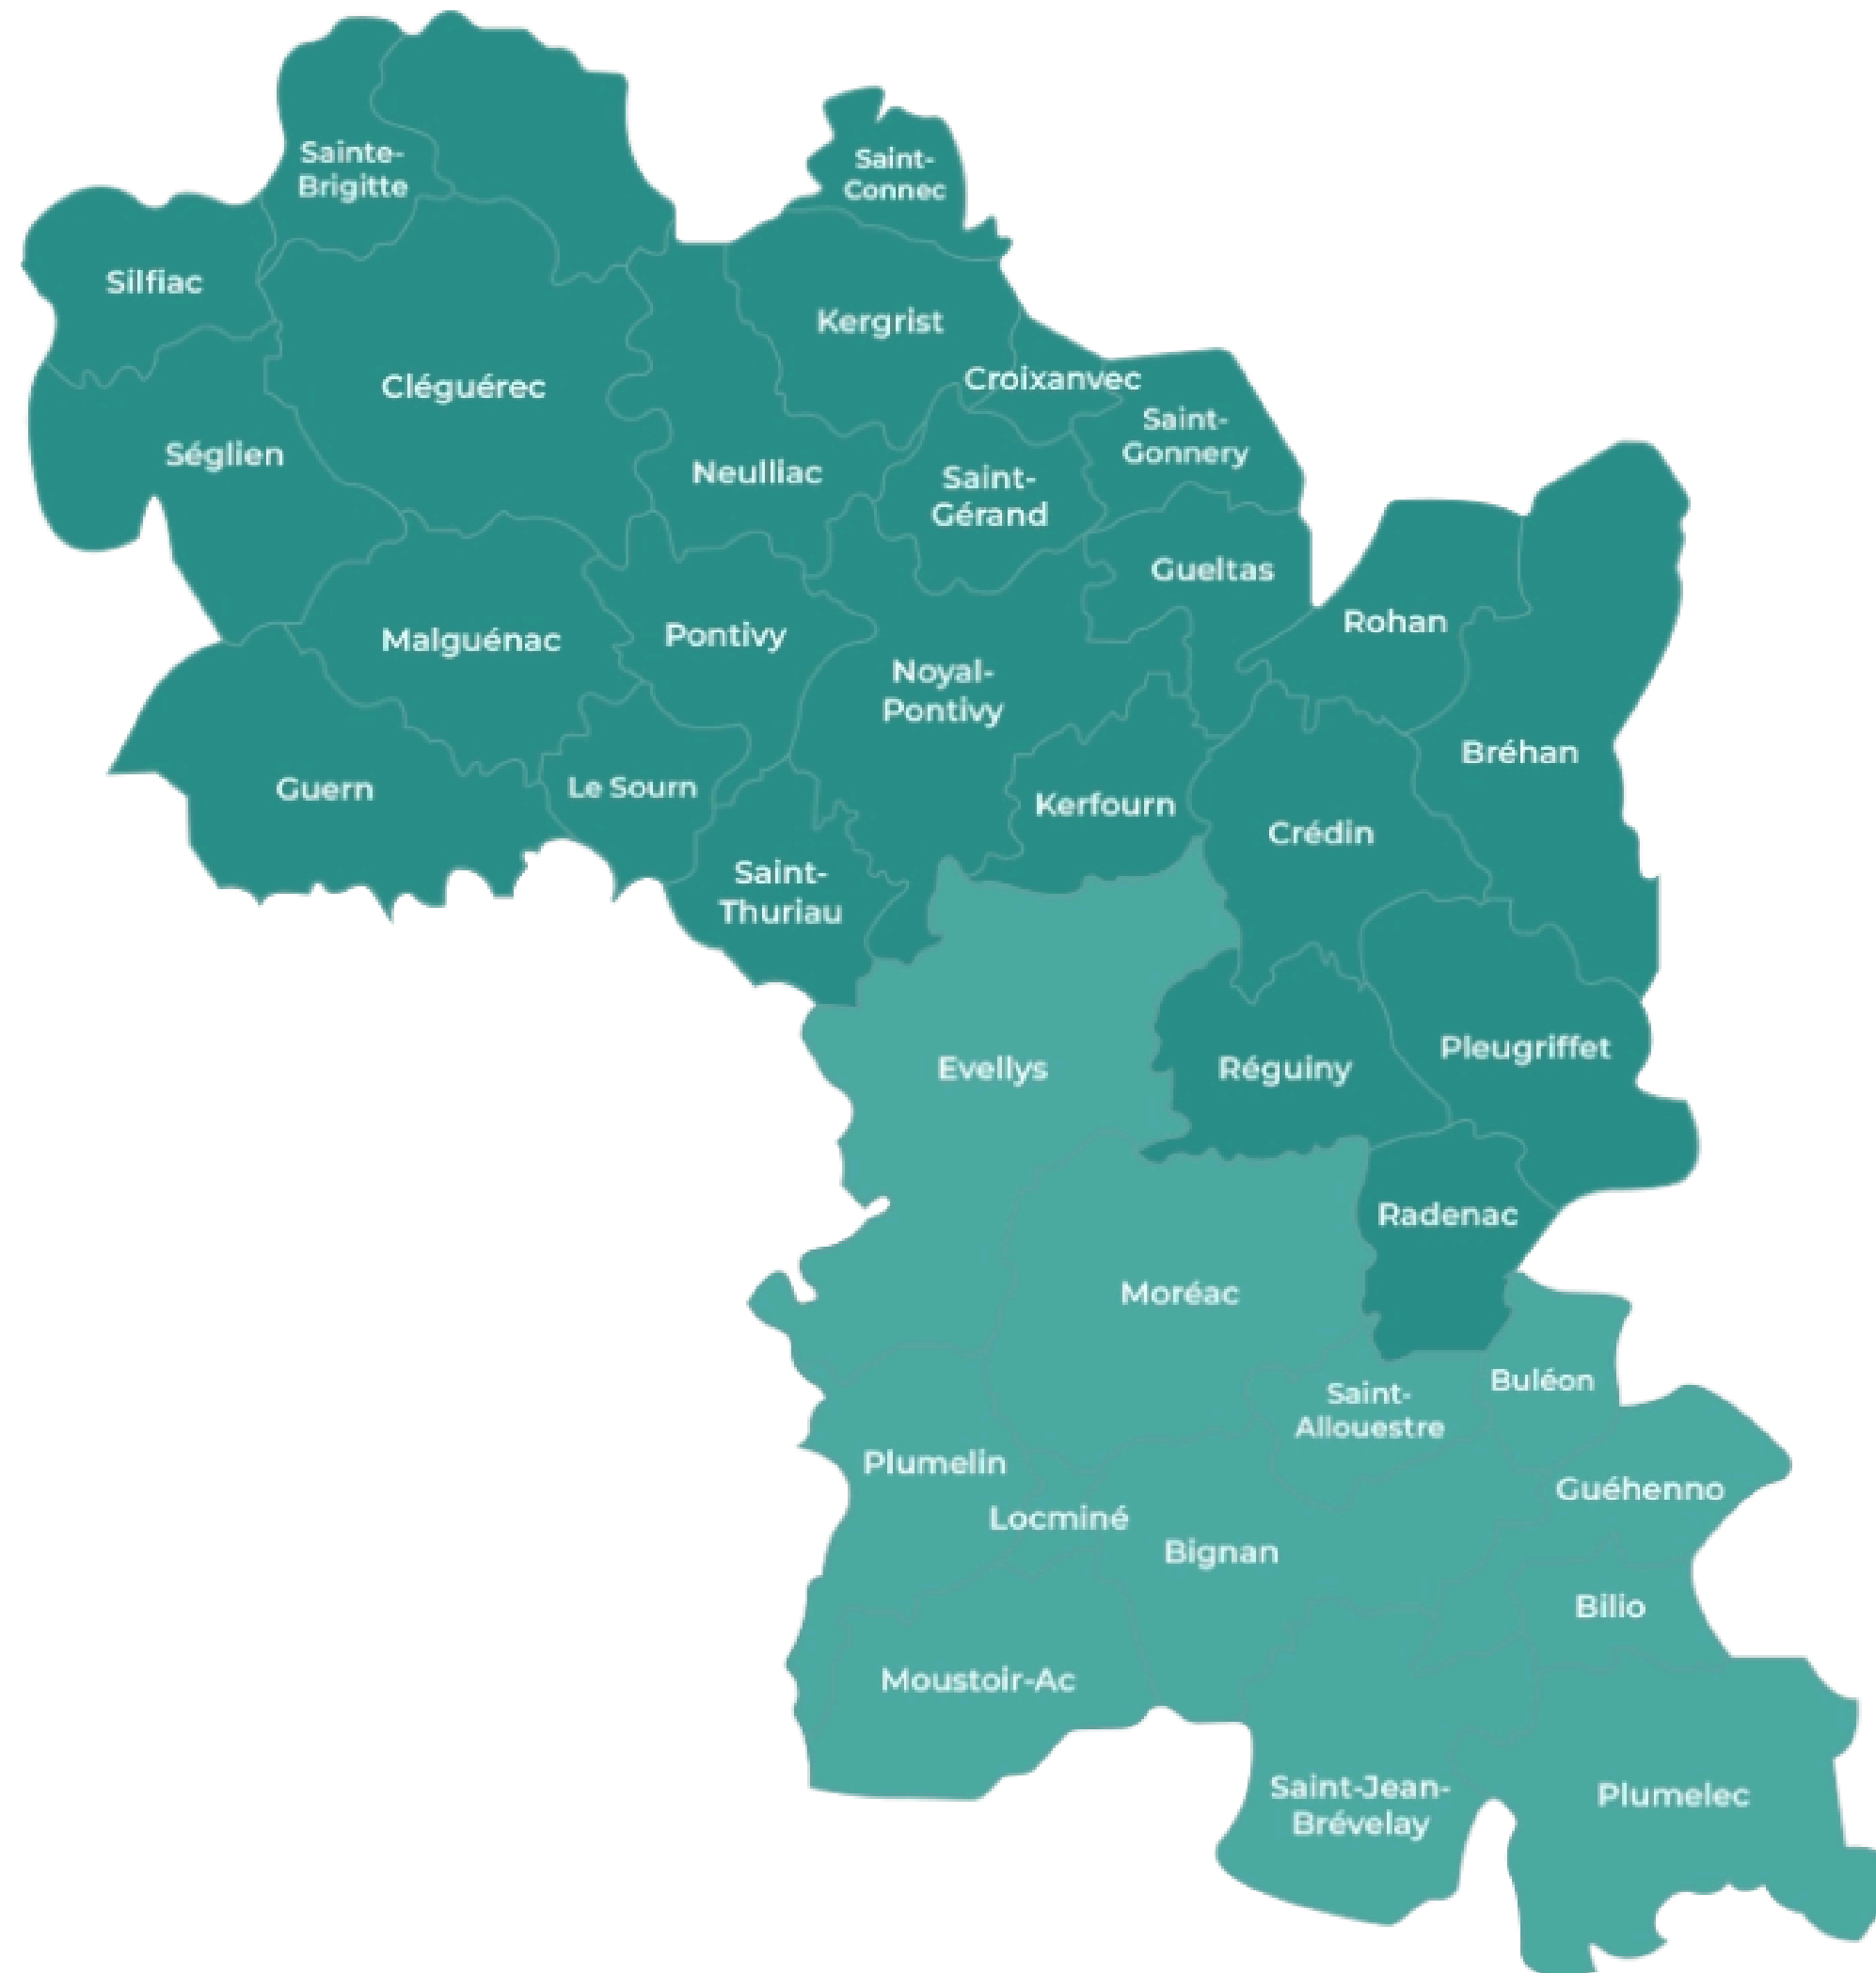 Sainte-
Brigitte
Saint-
Connec
Silfiac
Kergrist
Croixanvec
Cléguérec
Saint-
Gonnery
Séglien
Neulliac
Saint-
Gérand
Gueltas
Rohan
Malguénac
Pontivy
Noyal-
Pontivy
Bréhan
Guern
Le Sourn
Kerfourn
Crédin
Saint-
Thuriau
Evellys
Réguiny
Pleugriffet
Radenac
Moréac
Saint-
Allouestre
Buléon
Plumelin
Guéhenno
Locminé
Bignan
Bilio
Moustoir-Ac
Saint-Jean-
Brévelay
Plumelec